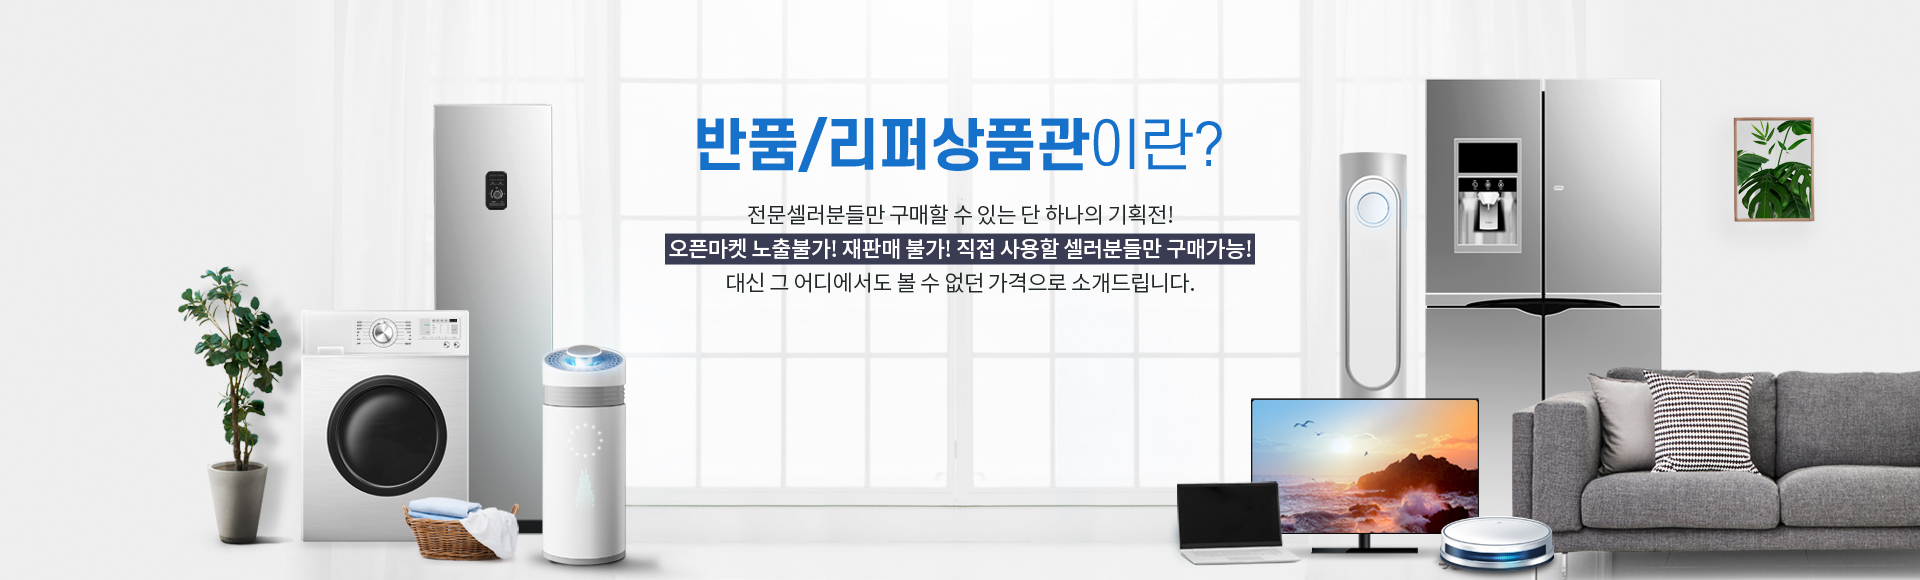 반품/리퍼상품관이란?
전문셀러분들만 구매할 수 있는 단 하나의 기획전!
오픈마켓 노출불가! 재판매 불가! 직접 사용할 셀러분들만 구매가능!
대신 그 어디에서도 볼 수 없던 가격으로 소개드립니다.